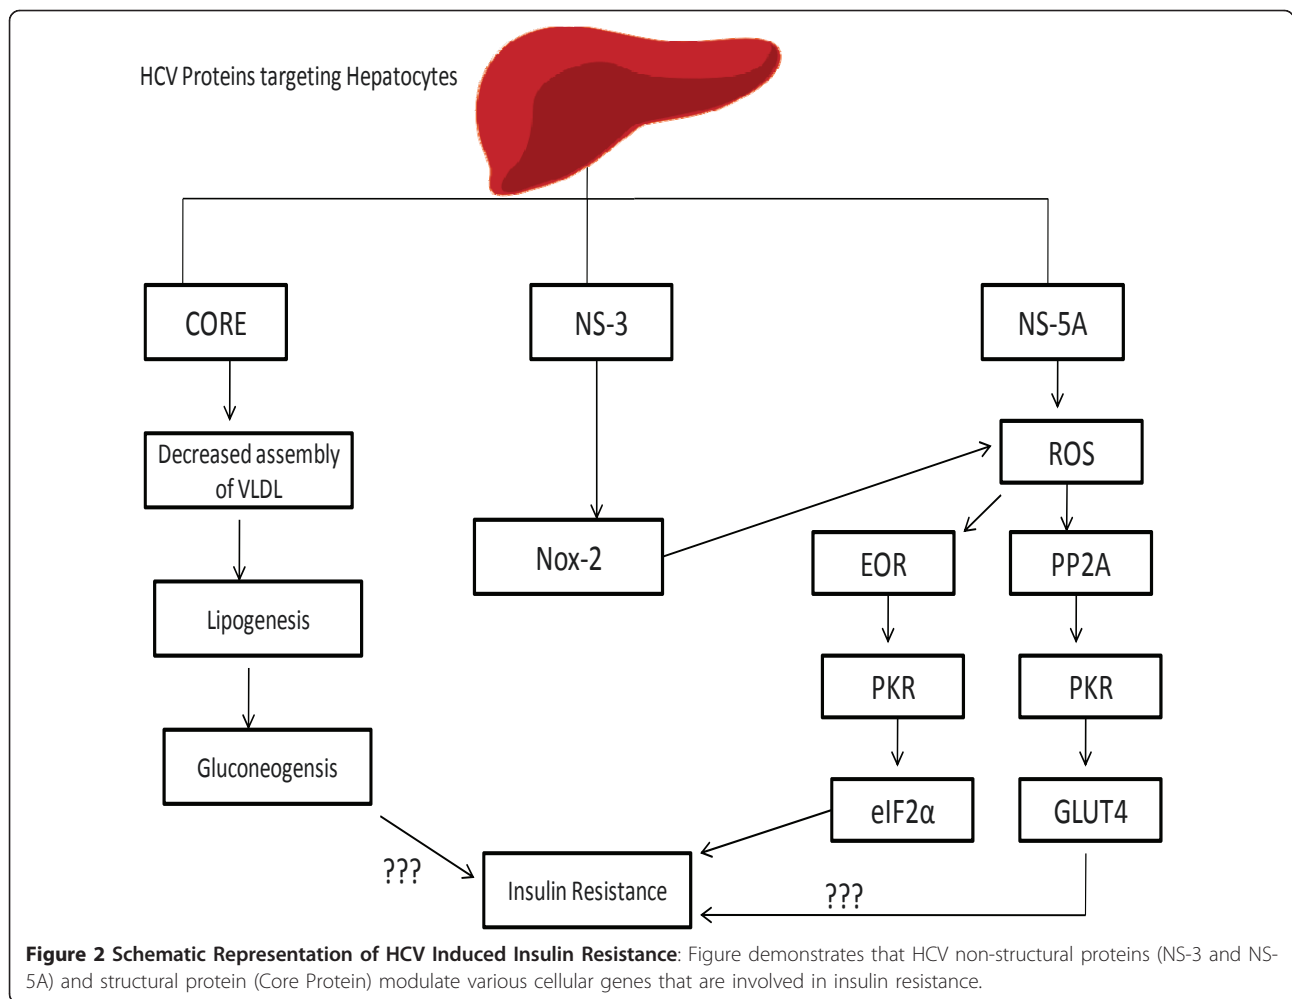 HCV Proteins targeting Hepatocytes
CORE
NS-3
NS-5A
Decreased assembly
of VLDL
ROS
Nox-2
EOR
PP2A
Lipogenesis
PKR
PKR
Gluconeogensis
eIF2α
GLUT4
???
Insulin Resistance
???
Figure 2 Schematic Representation of HCV Induced Insulin Resistance: Figure demonstrates that HCV non-structural proteins (NS-3 and NS-
5A) and structural protein (Core Protein) modulate various cellular genes that are involved in insulin resistance.